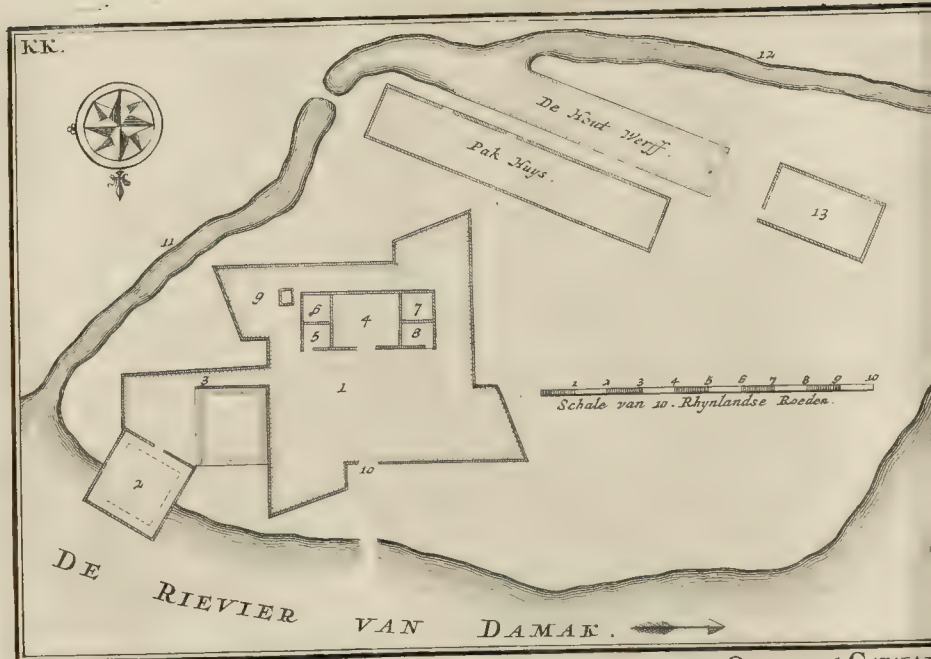 KK.
12
De Hout Werff.
Pak Huys.
13
11
9
6
7
4
5
8
3
1
1 2 3 4 5 6 7 8 9 10
Schale van 10. Rhynlandse Roeden.
10
2
DE RIEVIER VAN DAMAK.